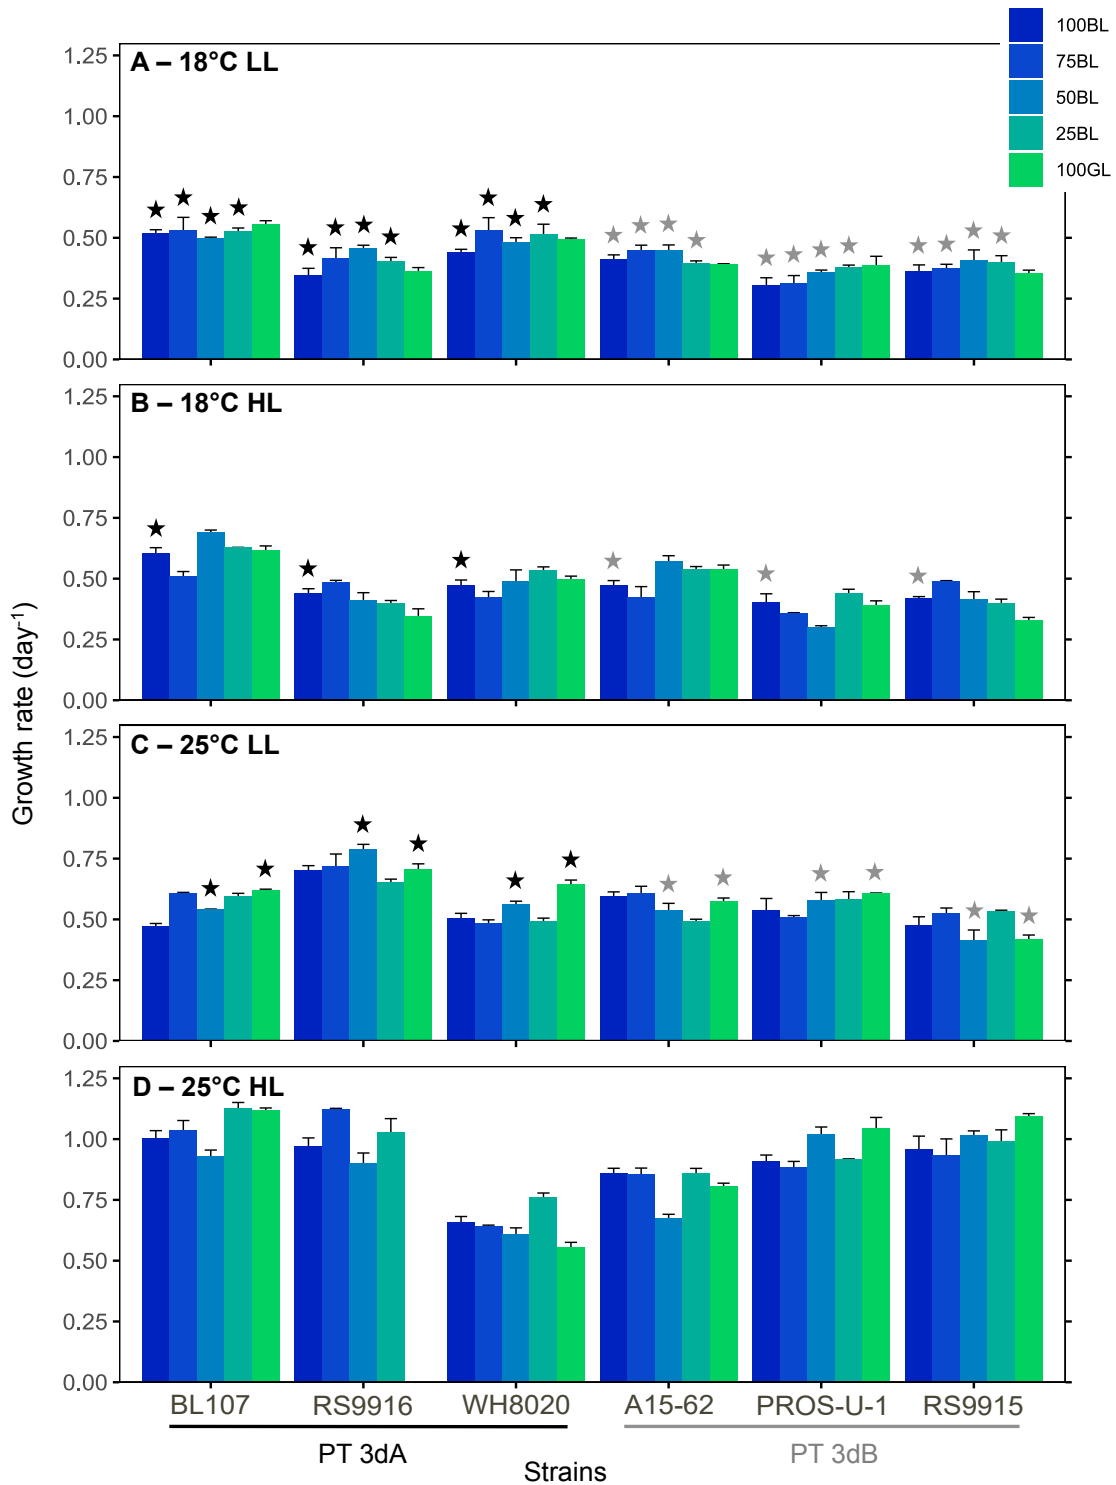 100BL
75BL
50BL
25BL
100GL
A – 18°C LL
1.25
1.00
0.75
0.50
0.25
0.00
B – 18°C HL
1.25
1.00
0.75
0.50
0.25
0.00
C – 25°C LL
1.25
1.00
0.75
0.50
0.25
0.00
D – 25°C HL
1.25
1.00
0.75
0.50
0.25
0.00
Growth rate (day-1)
BL107 RS9916 WH8020 A15-62 PROS-U-1 RS9915
PT 3dA PT 3dB
Strains